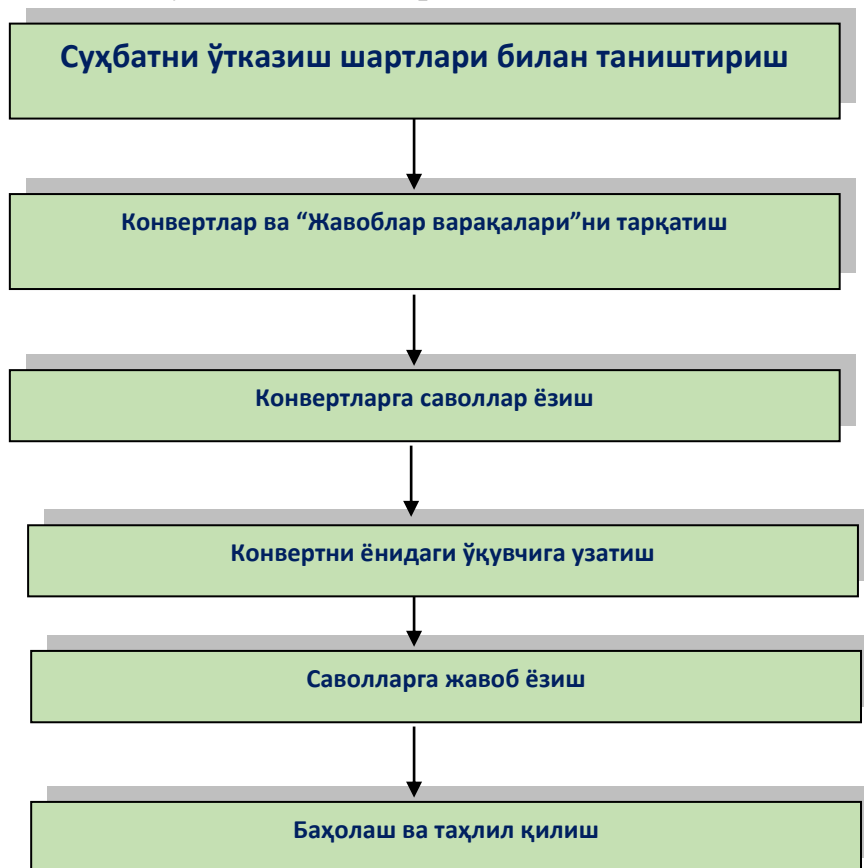 Суҳбатни ўтказиш шартлари билан таништириш
Конвертлар ва “Жавоблар варақалари”ни тарқатиш
Конвертларга саволлар ёзиш
Конвертни ёнидаги ўқувчига узатиш
Саволларга жавоб ёзиш
Баҳолаш ва таҳлил қилиш